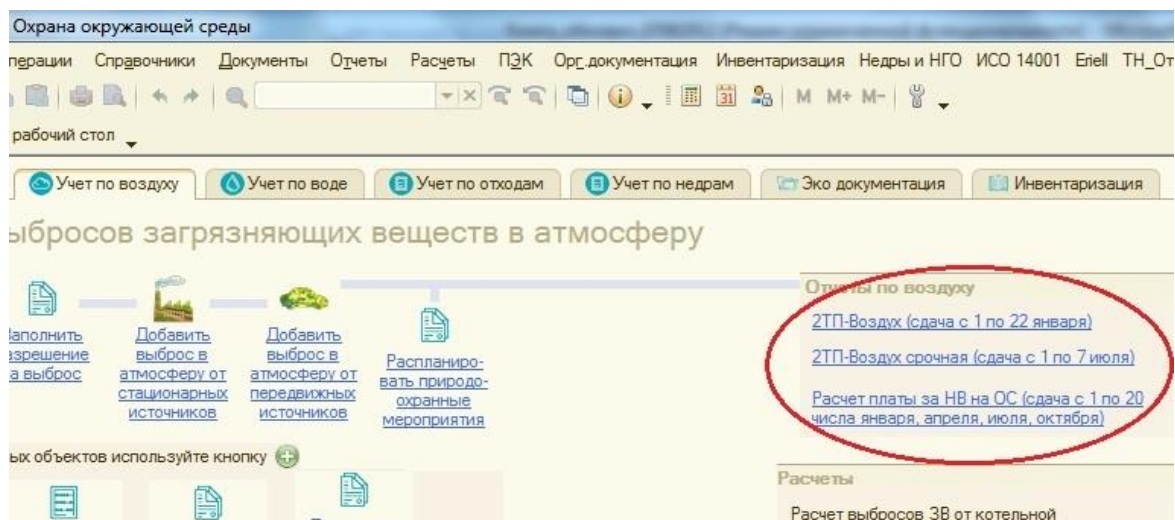 Охрана окружающей среды
перации Справочники Документы Отчеты Расчеты ПЭК Орг.документация Инвентаризация Недры и НГО ИСО 14001 Eriell TH_От
M M+ M-
рабочий стол
Учет по воздуху Учет по воде Учет по отходам Учет по недрам Эко документация Инвентаризация
ыбросов загрязняющих веществ в атмосферу
Отчеты по воздуху
2ТП-Воздух (сдача с 1 по 22 января)
2ТП-Воздух срочная (сдача с 1 по 7 июля)
Расчет платы за НВ на ОС (сдача с 1 по 20
числа января, апреля, июля, октября)
Заполнить
азрешение
а выброс
Добавить
выброс в
атмосферу от
стационарных
источников
Добавить
выброс в
атмосферу от
передвижных
источников
Распланиро-
вать природо-
охранные
мероприятия
ых объектов используйте кнопку
Расчеты
Расчет выбросов ЗВ от котельной